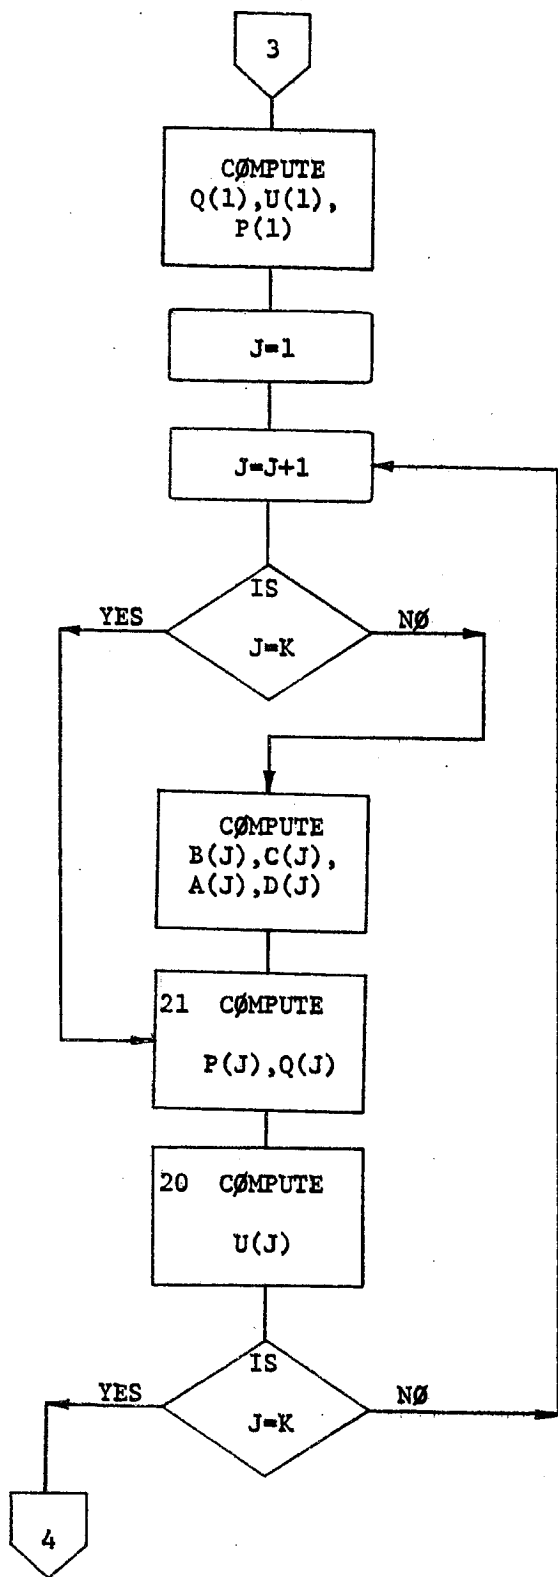 3
CØMPUTE
Q(1),U(1),
P(1)
J=1
J=J+1
IS
J=K
YES
NØ
CØMPUTE
B(J),C(J),
A(J),D(J)
21 CØMPUTE
P(J),Q(J)
20 CØMPUTE
U(J)
IS
J=K
YES
NØ
4